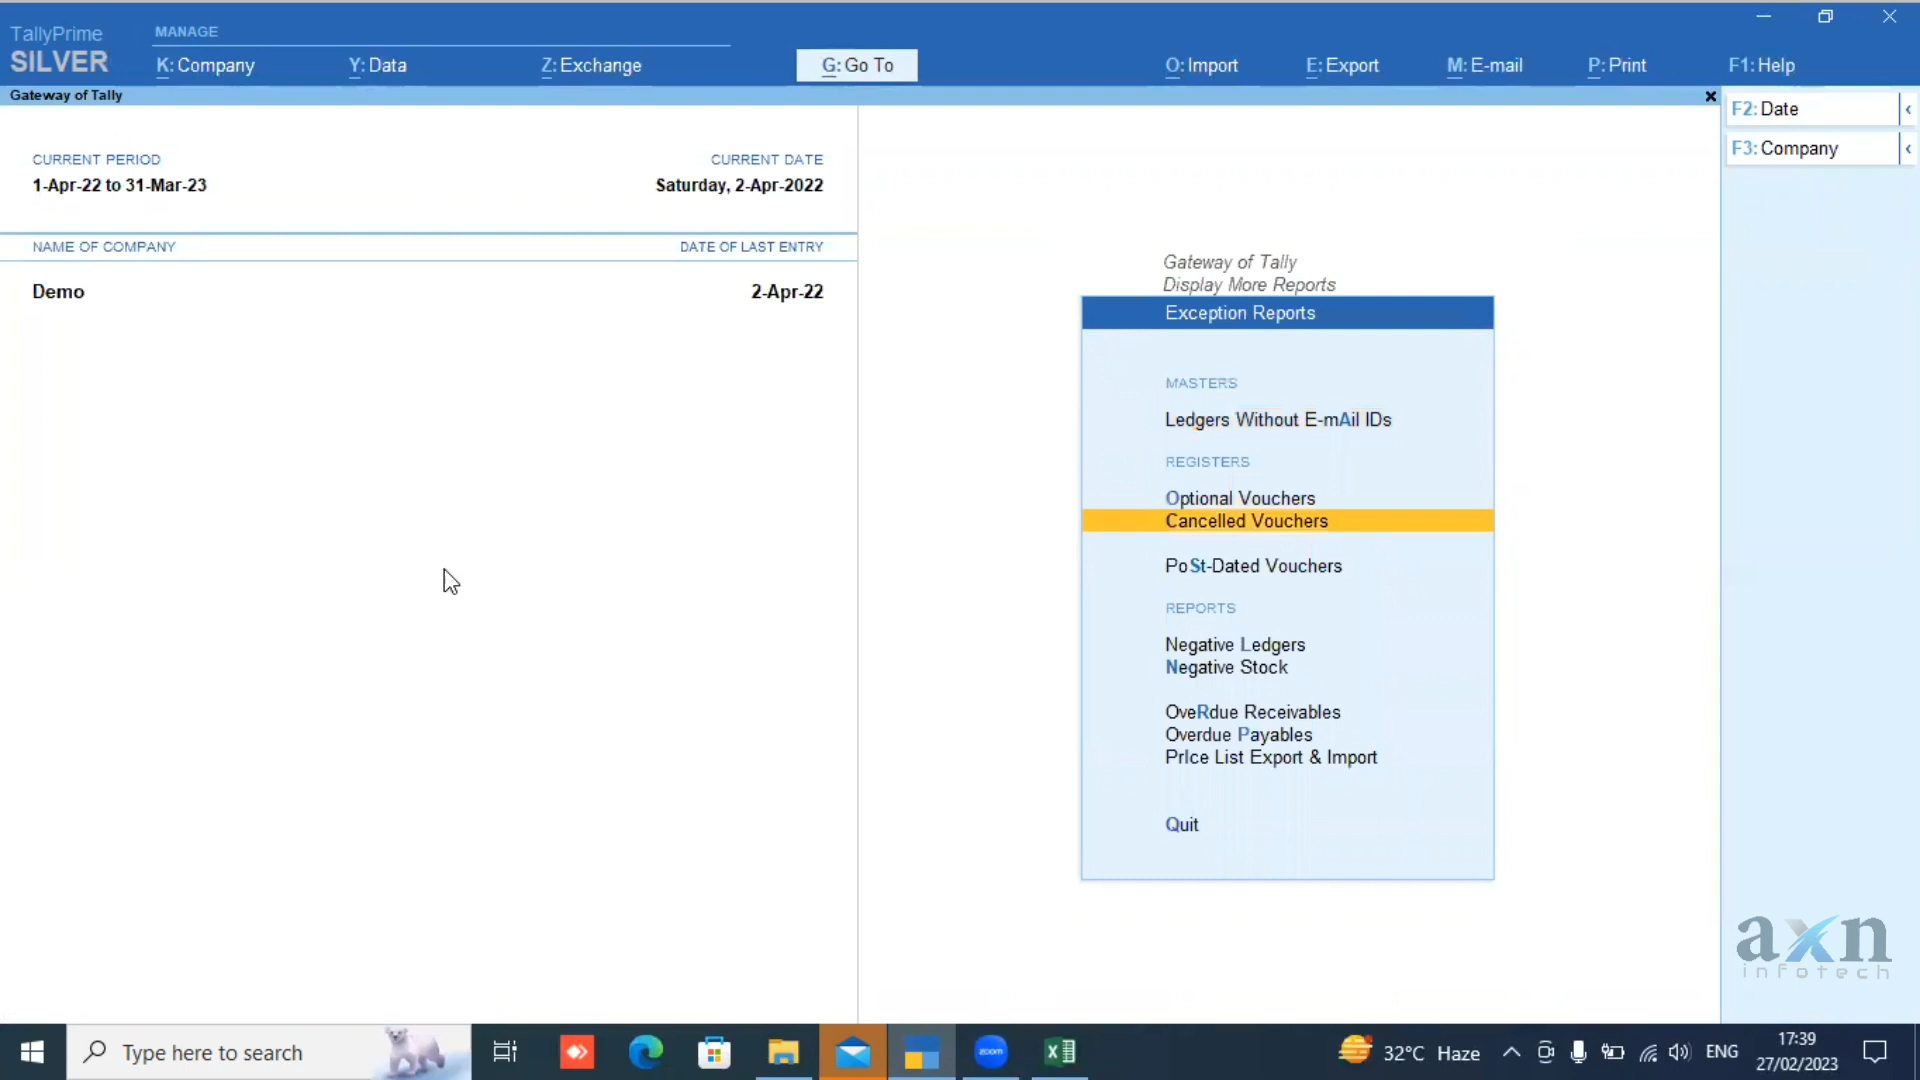 TallyPrime
SILVER
MANAGE
K: Company
Y: Data
Z: Exchange
G: Go To
O: Import
E: Export
M: E-mail
P: Print
F1: Help
Gateway of Tally
F2: Date
F3: Company
CURRENT PERIOD
CURRENT DATE
1-Apr-22 to 31-Mar-23
Saturday, 2-Apr-2022
NAME OF COMPANY
DATE OF LAST ENTRY
Demo
2-Apr-22
Gateway of Tally
Display More Reports
Exception Reports
MASTERS
Ledgers Without E-mAil IDs
REGISTERS
Optional Vouchers
Cancelled Vouchers
PoSt-Dated Vouchers
REPORTS
Negative Ledgers
Negative Stock
OveRdue Receivables
Overdue Payables
PrIce List Export & Import
Quit
axn
infotech
Type here to search
zoom
32°C Haze
ENG
17:39
27/02/2023